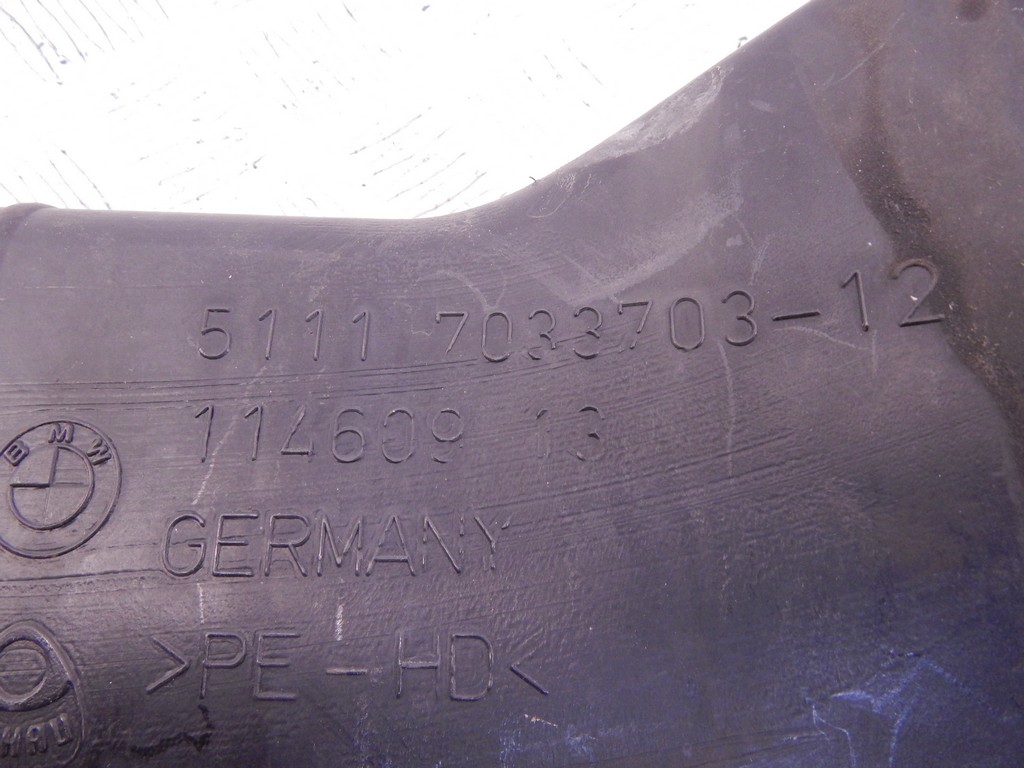 5111 7033703-12
114609 13
BMW
GERMANY
>PE-HD<